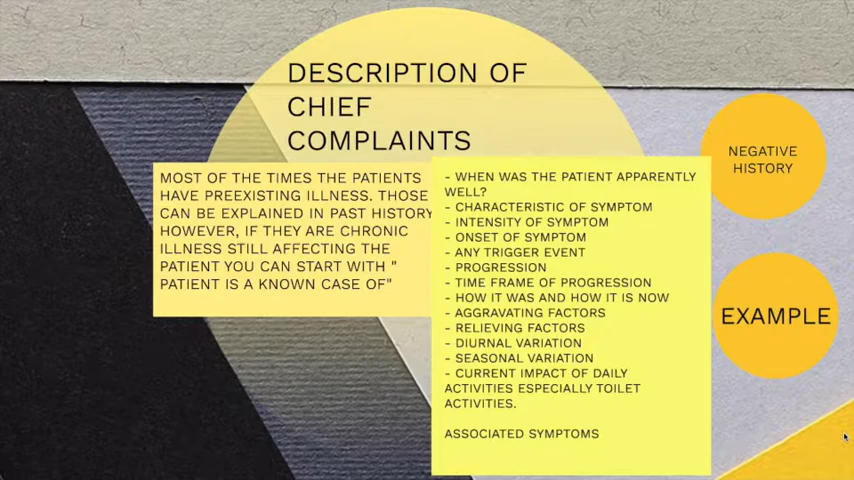 DESCRIPTION OF
CHIEF
COMPLAINTS
MOST OF THE TIMES THE PATIENTS
HAVE PREEXISTING ILLNESS. THOSE
CAN BE EXPLAINED IN PAST HISTORY
HOWEVER, IF THEY ARE CHRONIC
ILLNESS STILL AFFECTING THE
PATIENT YOU CAN START WITH "
PATIENT IS A KNOWN CASE OF"
- WHEN WAS THE PATIENT APPARENTLY
WELL?
- CHARACTERISTIC OF SYMPTOM
- INTENSITY OF SYMPTOM
- ONSET OF SYMPTOM
- ANY TRIGGER EVENT
- PROGRESSION
- TIME FRAME OF PROGRESSION
- HOW IT WAS AND HOW IT IS NOW
- AGGRAVATING FACTORS
- RELIEVING FACTORS
- DIURNAL VARIATION
- SEASONAL VARIATION
- CURRENT IMPACT OF DAILY
ACTIVITIES ESPECIALLY TOILET
ACTIVITIES.
ASSOCIATED SYMPTOMS
NEGATIVE
HISTORY
EXAMPLE